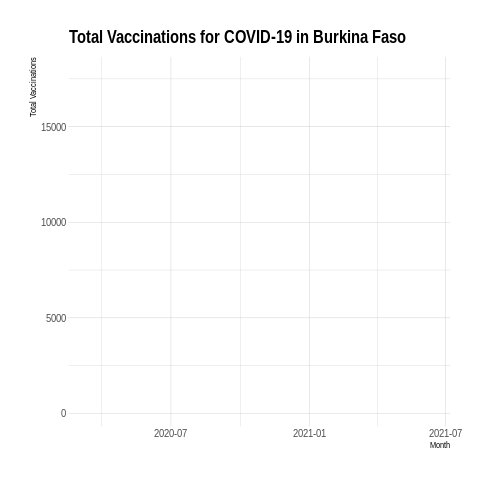 Total Vaccinations for COVID-19 in Burkina Faso
Total Vaccinations
15000
10000
5000
0
2020-07 2021-01 2021-07
Month